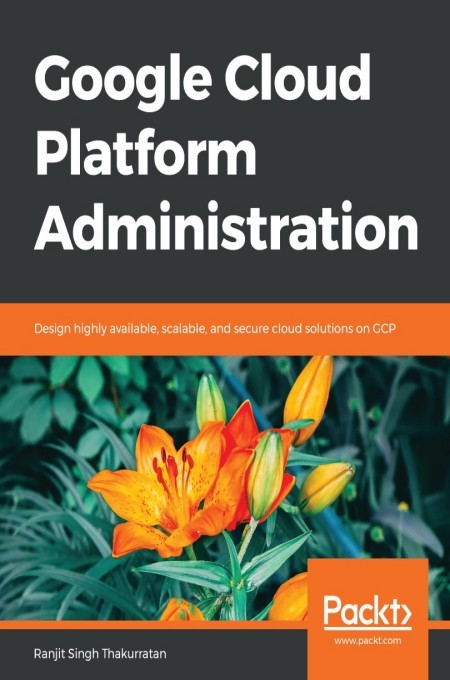 Google Cloud
Platform
Administration
Design highly available, scalable, and secure cloud solutions on GCP
Packt>
www.packt.com
Ranjit Singh Thakurratan